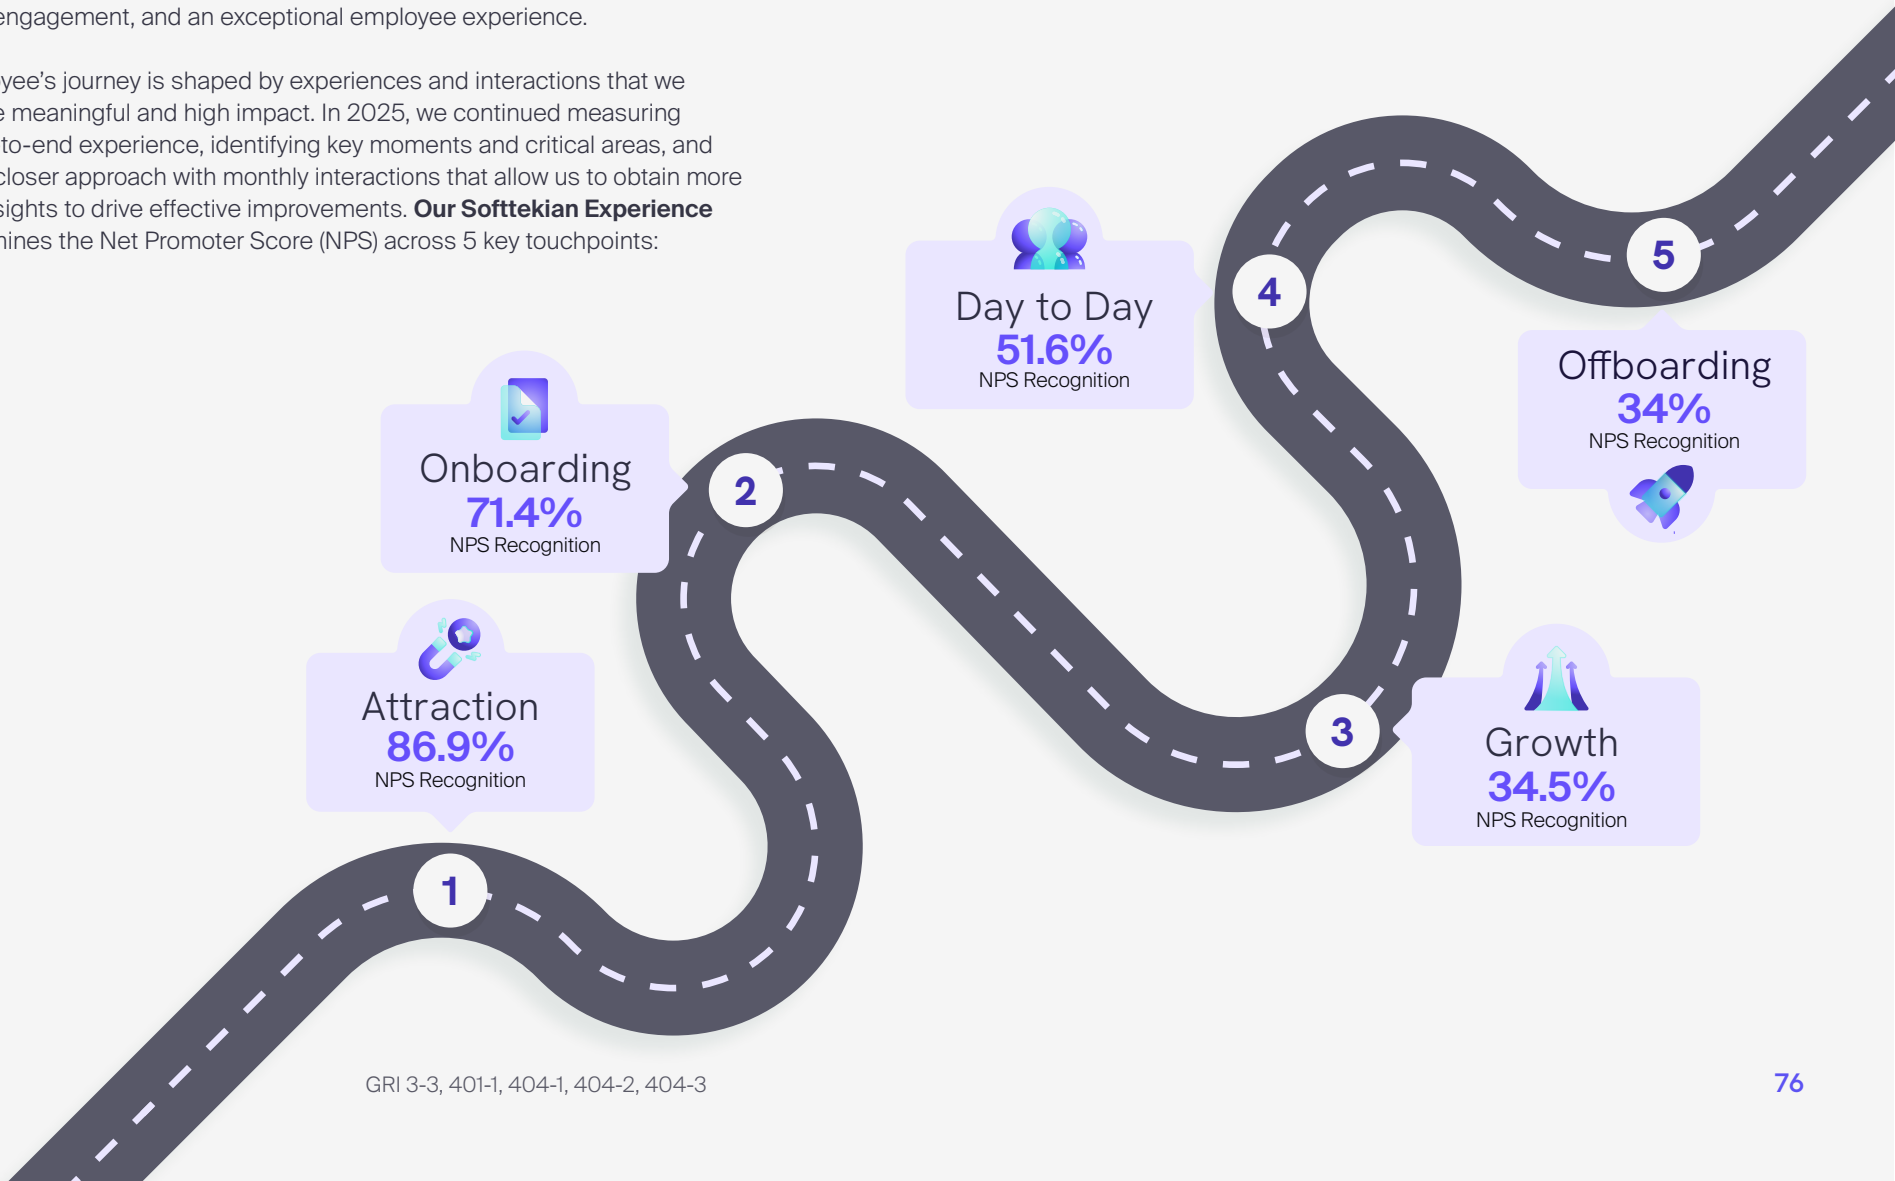 engagement, and an exceptional employee experience.
journey is shaped by experiences and interactions that we
meaningful and high impact. In 2025, we continued measuring
to-end experience, identifying key moments and critical areas, and
closer approach with monthly interactions that allow us to obtain more
to drive effective improvements. Our Softtekian Experience
the Net Promoter Score (NPS) across 5 key touchpoints:
1
Attraction
86.9%
NPS Recognition
2
Onboarding
71.4%
NPS Recognition
3
Growth
34.5%
NPS Recognition
4
Day to Day
51.6%
NPS Recognition
5
Offboarding
34%
NPS Recognition
GRI 3-3, 401-1, 404-1, 404-2, 404-3
76